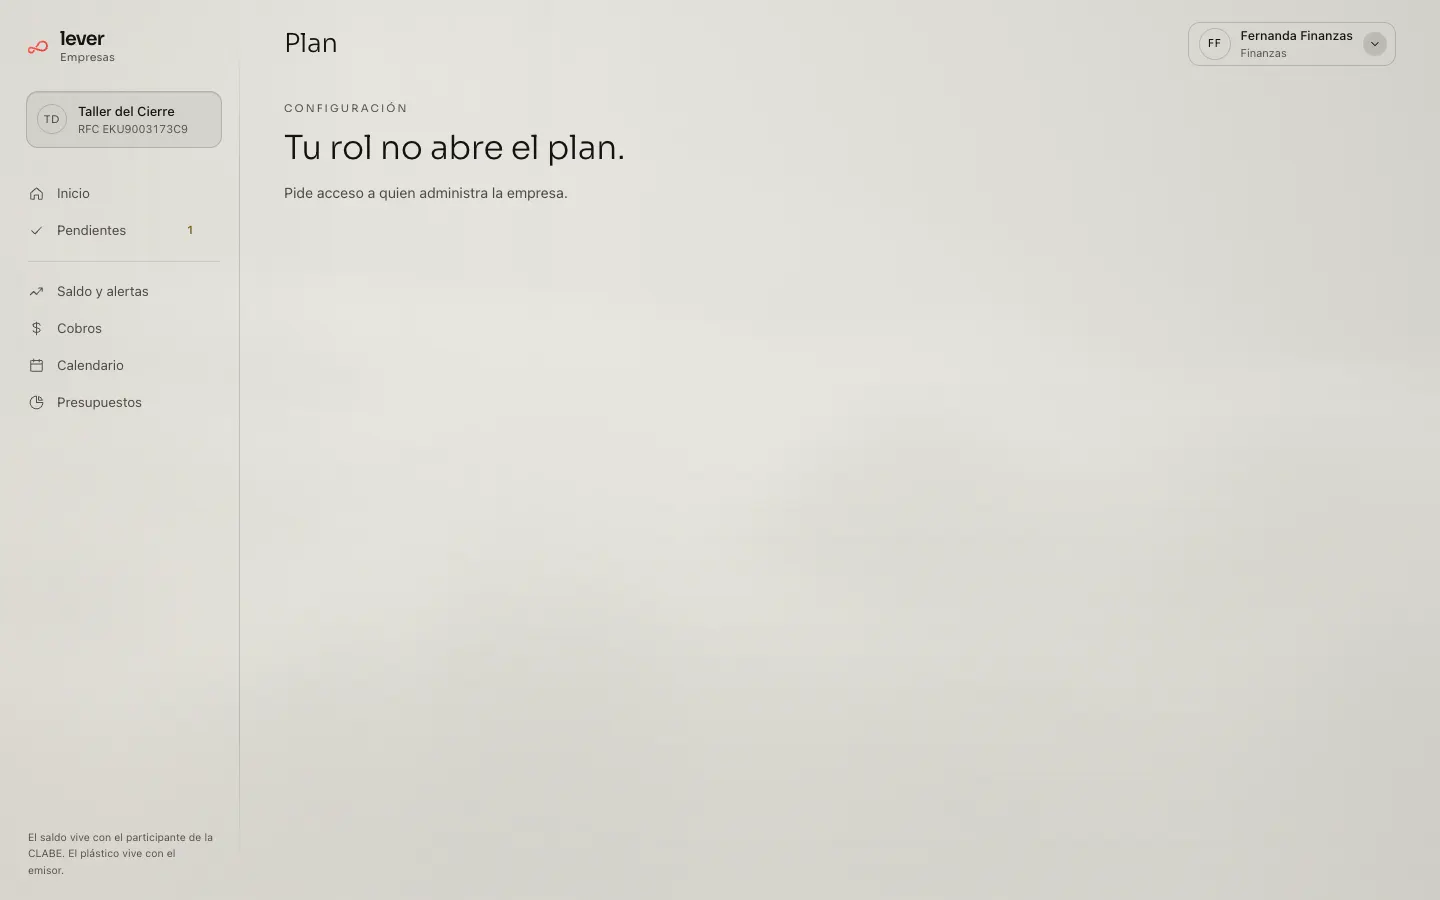 lever
Empresas
TD
Taller del Cierre
RFC EKU9003173C9
Inicio
Pendientes 1
Saldo y alertas
Cobros
Calendario
Presupuestos
El saldo vive con el participante de la
CLABE. El plástico vive con el
emisor.
Plan
FF
Fernanda Finanzas
Finanzas
CONFIGURACIÓN
Tu rol no abre el plan.
Pide acceso a quien administra la empresa.